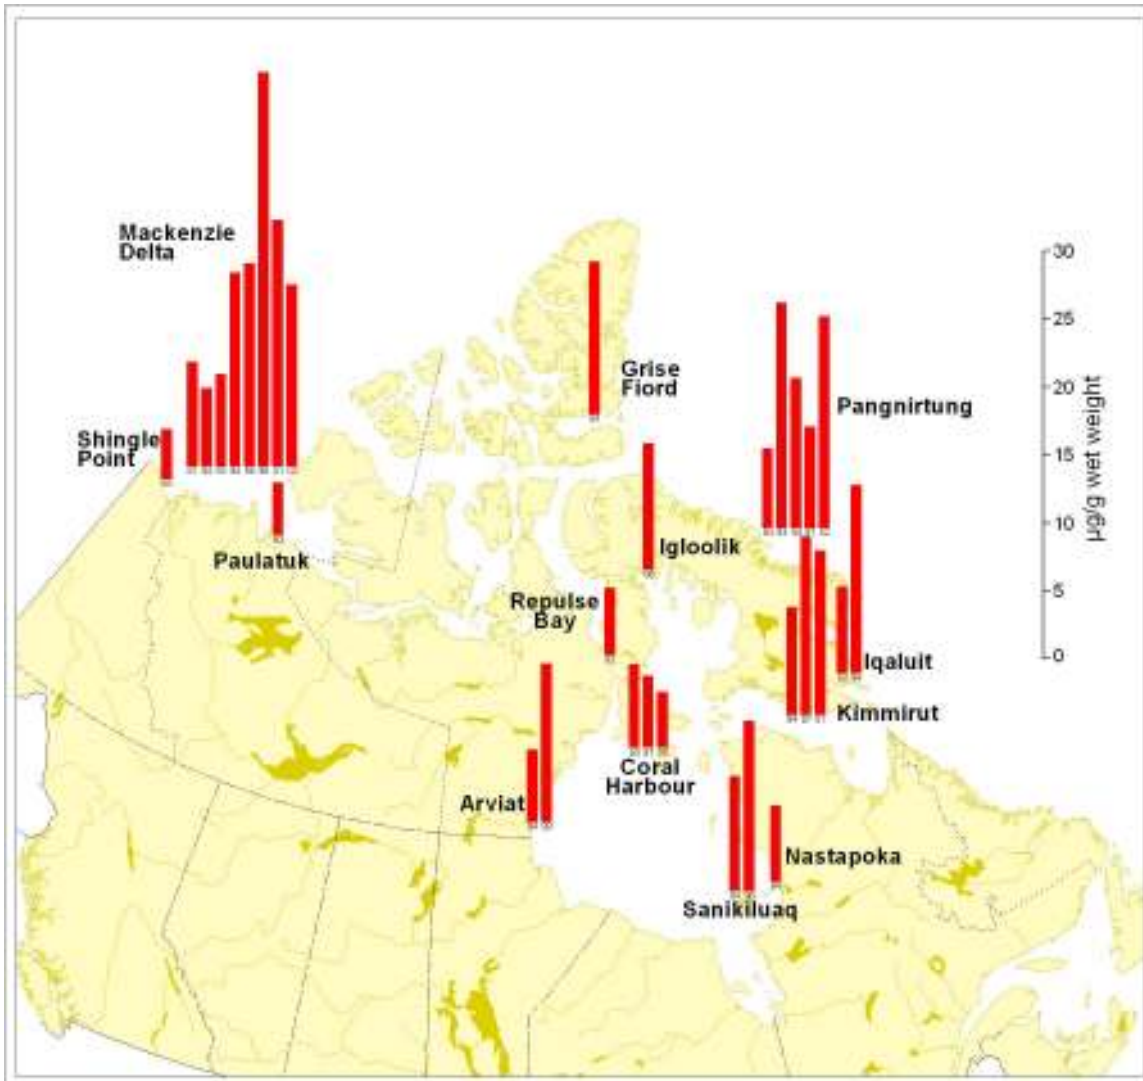 Mackenzie
Delta
Grise
Fiord
Pangnirtung
Shingle
Point
Paulatuk
Igloolik
Repulse
Bay
Iqaluit
Kimmirut
Coral
Harbour
Arviat
Nastapoka
Sanikiluaq
30
25
20
15
10
5
0
µg/g wet weight